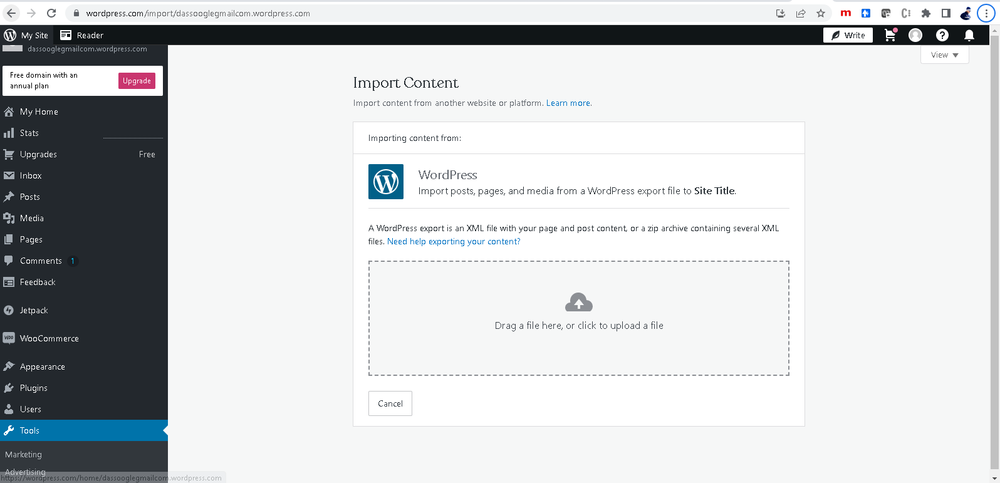 wordpress.com/import/dassooglegmailcom.wordpress.com
My Site
Reader
Write
dassooglegmailcom.wordpress.com
View
Free domain with an
annual plan
Upgrade
My Home
Stats
Upgrades Free
Inbox
Posts
Media
Pages
Comments 1
Feedback
Jetpack
WooCommerce
Appearance
Plugins
Users
Tools
Marketing
Advertising
https://wordpress.com/home/dassooglegmailcom.wordpress.com
Import Content
Import content from another website or platform. Learn more.
Importing content from:
WordPress
Import posts, pages, and media from a WordPress export file to Site Title.
A WordPress export is an XML file with your page and post content, or a zip archive containing several XML
files. Need help exporting your content?
Drag a file here, or click to upload a file
Cancel